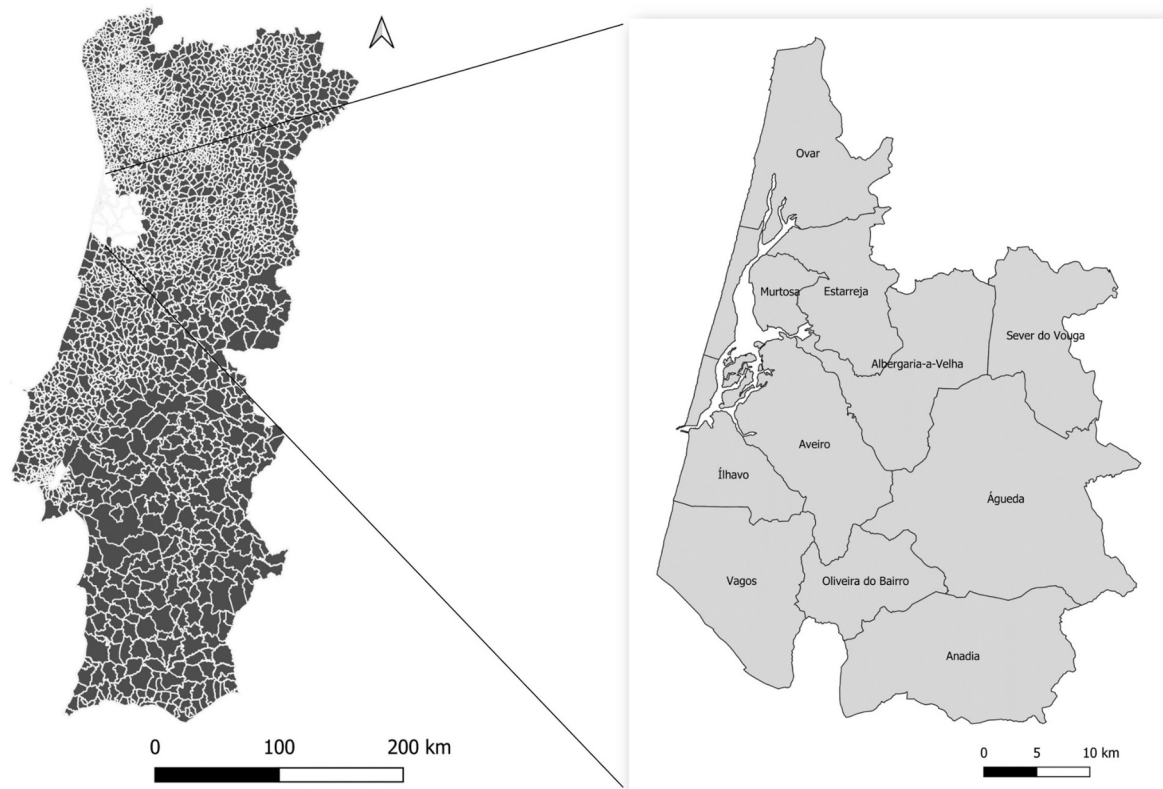 Ovar
Murtosa
Estarreja
Sever do Vouga
Albergaria-a-Velha
Aveiro
Ílhavo
Águeda
Vagos
Oliveira do Bairro
Anadia
0 100 200 km
0 5 10 km